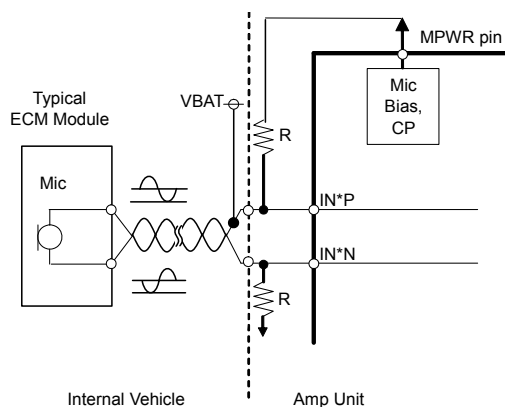 MPWR pin
Typical
ECM Module
VBAT
Mic
Bias,
CP
R
Mic
IN*P
IN*N
R
Internal Vehicle
Amp Unit